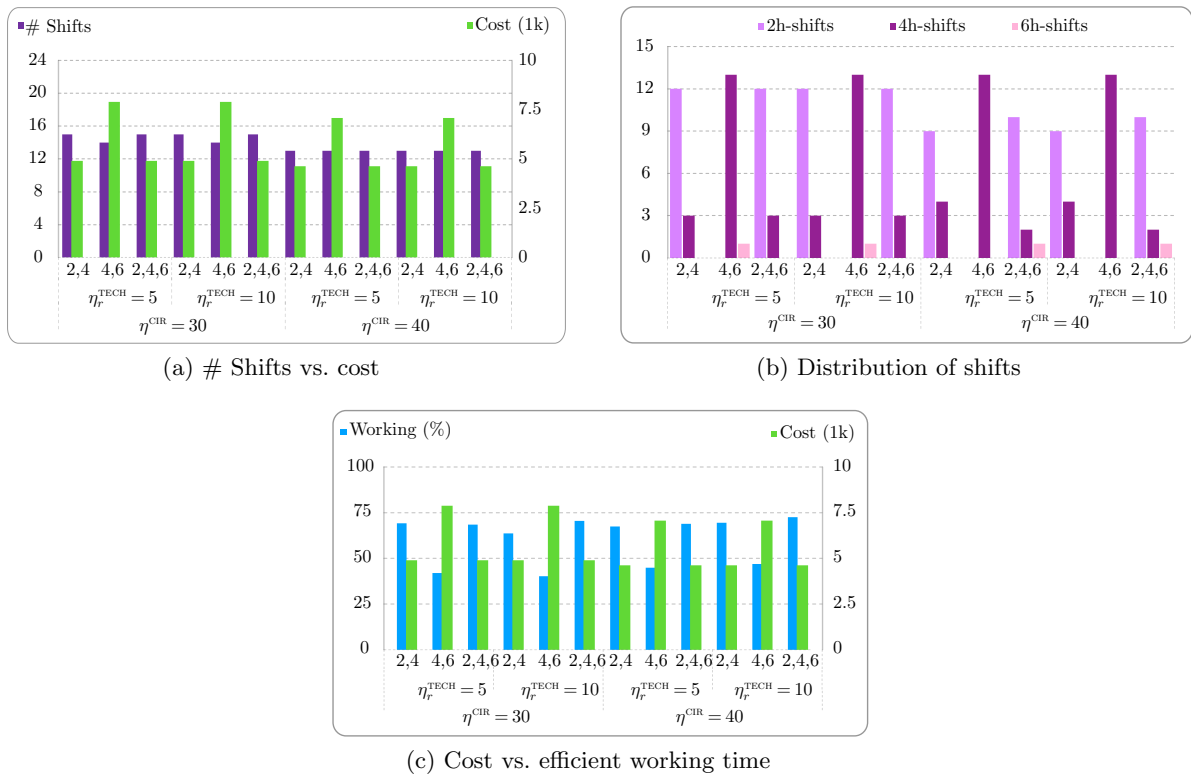 # Shifts Cost (1k)
24 10
20
16 7.5
12 5
8
4 2.5
0 0
2,4 4,6 2,4,6 2,4 4,6 2,4,6 2,4 4,6 2,4,6 2,4 4,6 2,4,6
η_r^TECH = 5 η_r^TECH = 10 η_r^TECH = 5 η_r^TECH = 10
η^CIR = 30 η^CIR = 40
(a) # Shifts vs. cost
2h-shifts 4h-shifts 6h-shifts
15
12
9
6
3
0
2,4 4,6 2,4,6 2,4 4,6 2,4,6 2,4 4,6 2,4,6 2,4 4,6 2,4,6
η_r^TECH = 5 η_r^TECH = 10 η_r^TECH = 5 η_r^TECH = 10
η^CIR = 30 η^CIR = 40
(b) Distribution of shifts
Working (%) Cost (1k)
100 10
75 7.5
50 5
25 2.5
0 0
2,4 4,6 2,4,6 2,4 4,6 2,4,6 2,4 4,6 2,4,6 2,4 4,6 2,4,6
η_r^TECH = 5 η_r^TECH = 10 η_r^TECH = 5 η_r^TECH = 10
η^CIR = 30 η^CIR = 40
(c) Cost vs. efficient working time